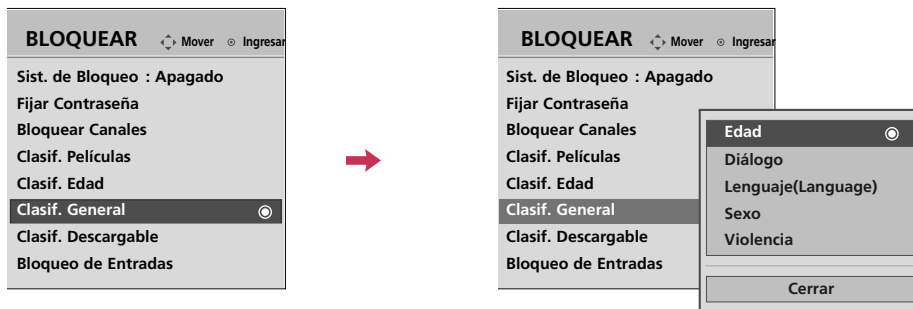 BLOQUEAR Mover Ingresar
Sist. de Bloqueo : Apagado
Fijar Contraseña
Bloquear Canales
Clasif. Películas
Clasif. Edad
Clasif. General
Clasif. Descargable
Bloqueo de Entradas
BLOQUEAR Mover Ingresar
Sist. de Bloqueo : Apagado
Fijar Contraseña
Bloquear Canales
Clasif. Películas
Clasif. Edad
Clasif. General
Clasif. Descargable
Bloqueo de Entradas
Edad
Diálogo
Lenguaje(Language)
Sexo
Violencia
Cerrar